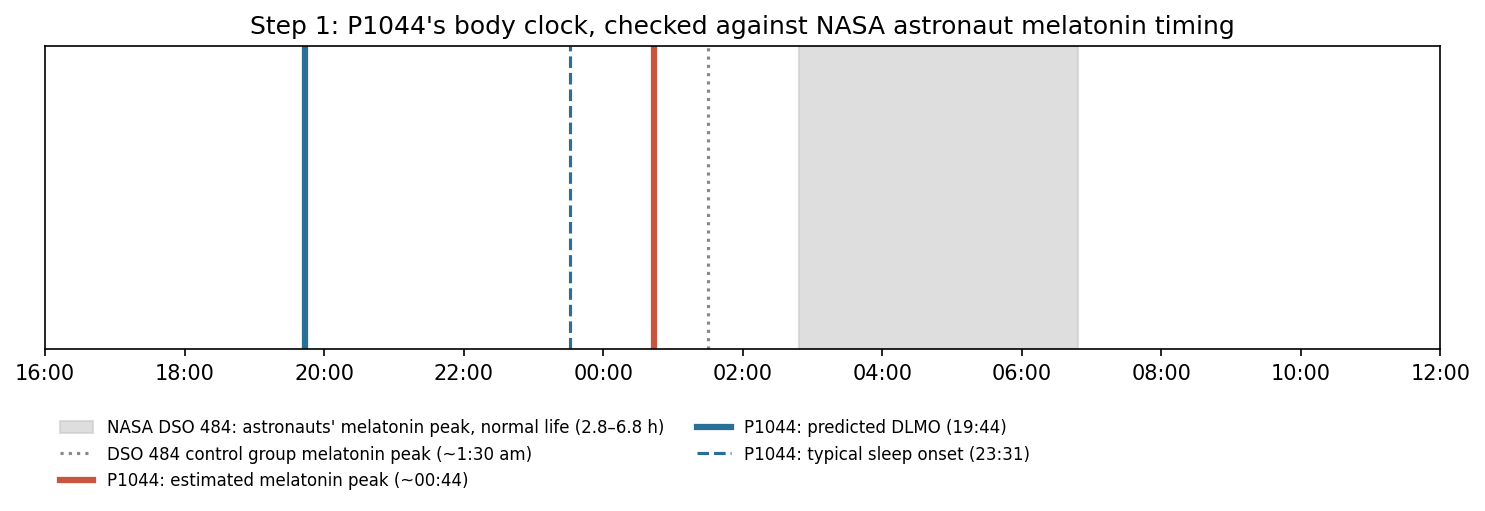 Step 1: P1044's body clock, checked against NASA astronaut melatonin timing
16:00 18:00 20:00 22:00 00:00 02:00 04:00 06:00 08:00 10:00 12:00
NASA DSO 484: astronauts' melatonin peak, normal life (2.8–6.8 h)
DSO 484 control group melatonin peak (~1:30 am)
P1044: estimated melatonin peak (~00:44)
P1044: predicted DLMO (19:44)
P1044: typical sleep onset (23:31)